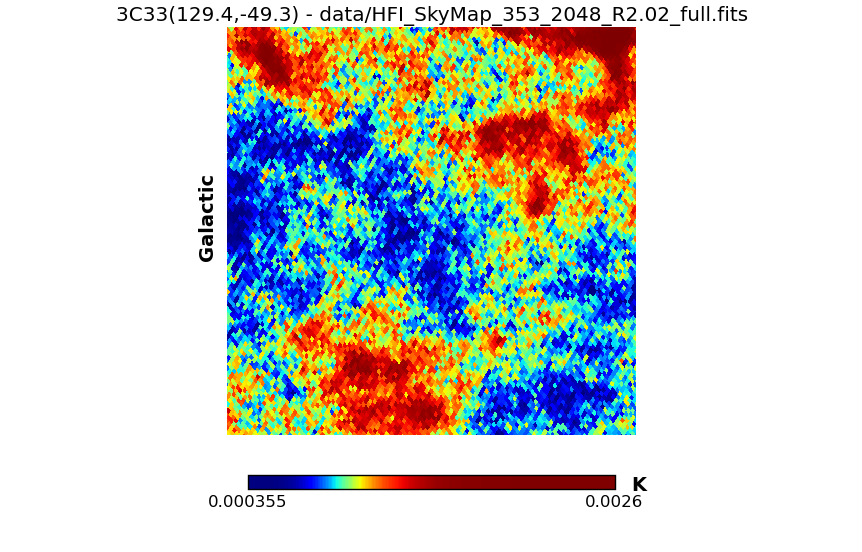 3C33(129.4,-49.3) - data/HFI_SkyMap_353_2048_R2.02_full.fits
Galactic
K
0.000355
0.0026